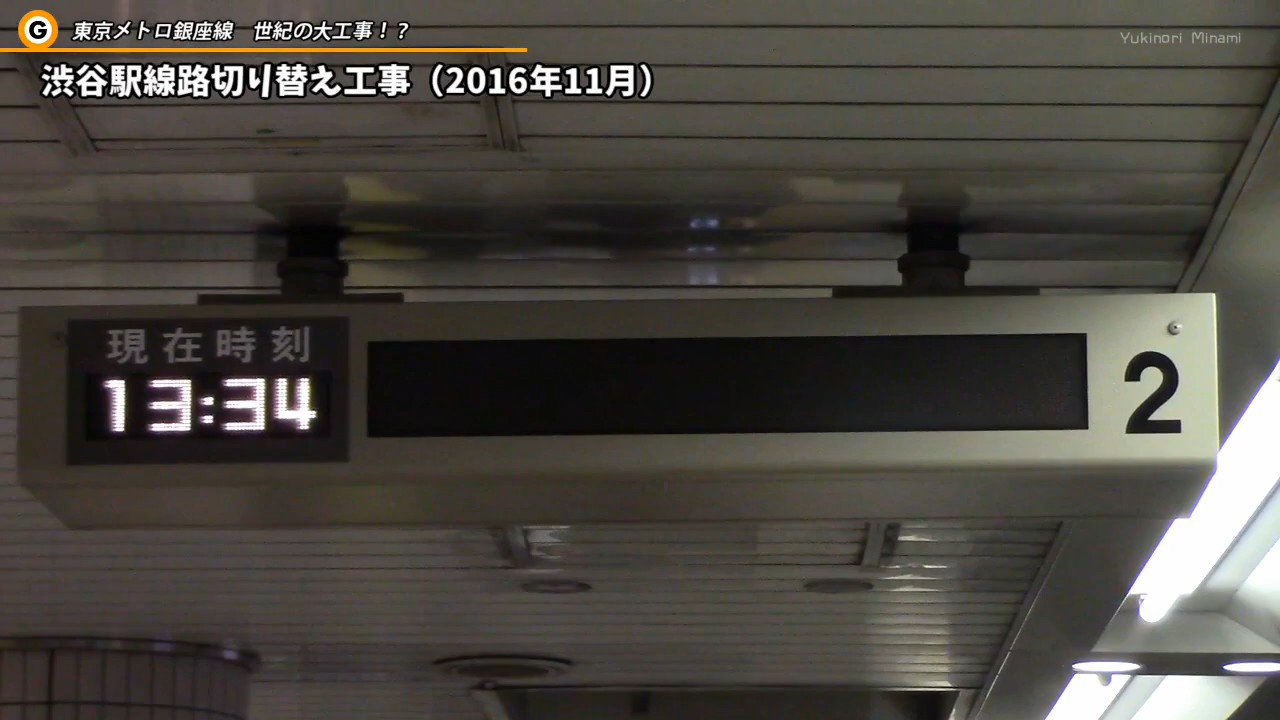 G 東京メトロ銀座線 世紀の大工事！？
Yukinori Minami
渋谷駅線路切り替え工事（2016年11月）
現在時刻
13:34
2